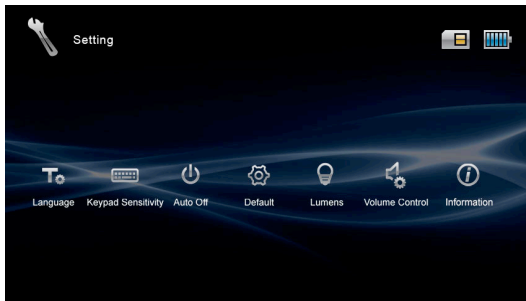 Setting
Language
Keypad Sensitivity
Auto Off
Default
Lumens
Volume Control
Information